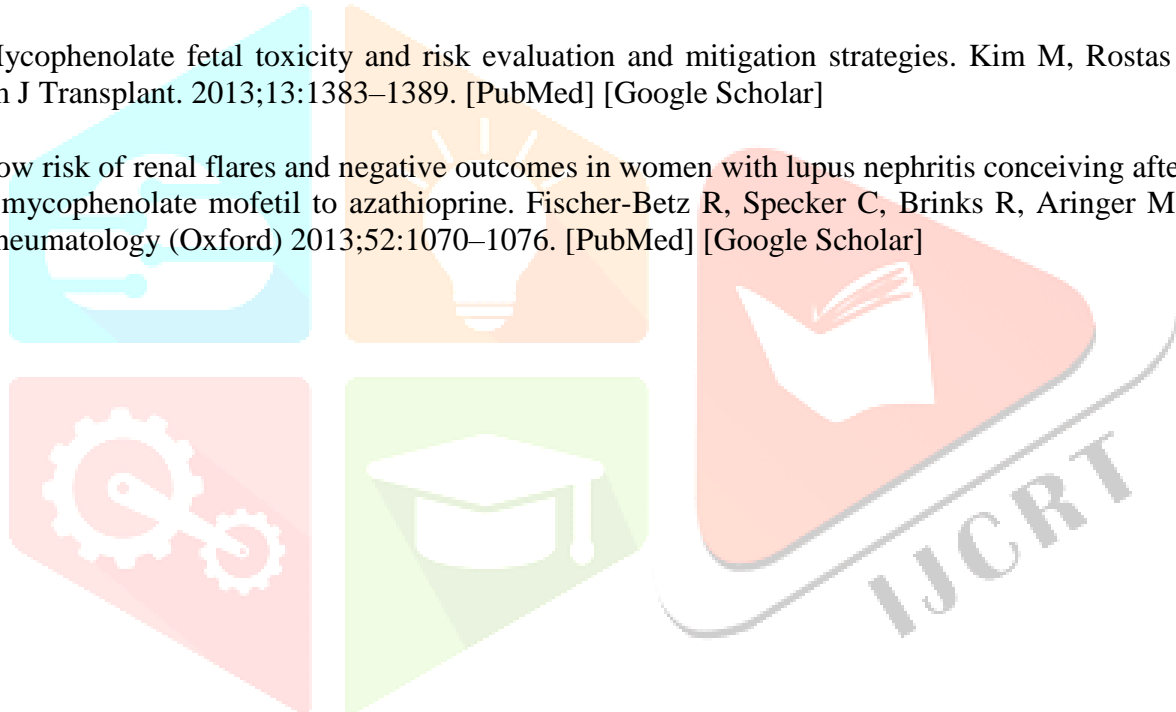 ycophenolate fetal toxicity and risk evaluation and mitigation strategies. Kim M, Rostas
J Transplant. 2013;13:1383–1389. [PubMed] [Google Scholar]
ow risk of renal flares and negative outcomes in women with lupus nephritis conceiving afte
mycophenolate mofetil to azathioprine. Fischer-Betz R, Specker C, Brinks R, Aringer M
heumatology (Oxford) 2013;52:1070–1076. [PubMed] [Google Scholar]
IJCRT